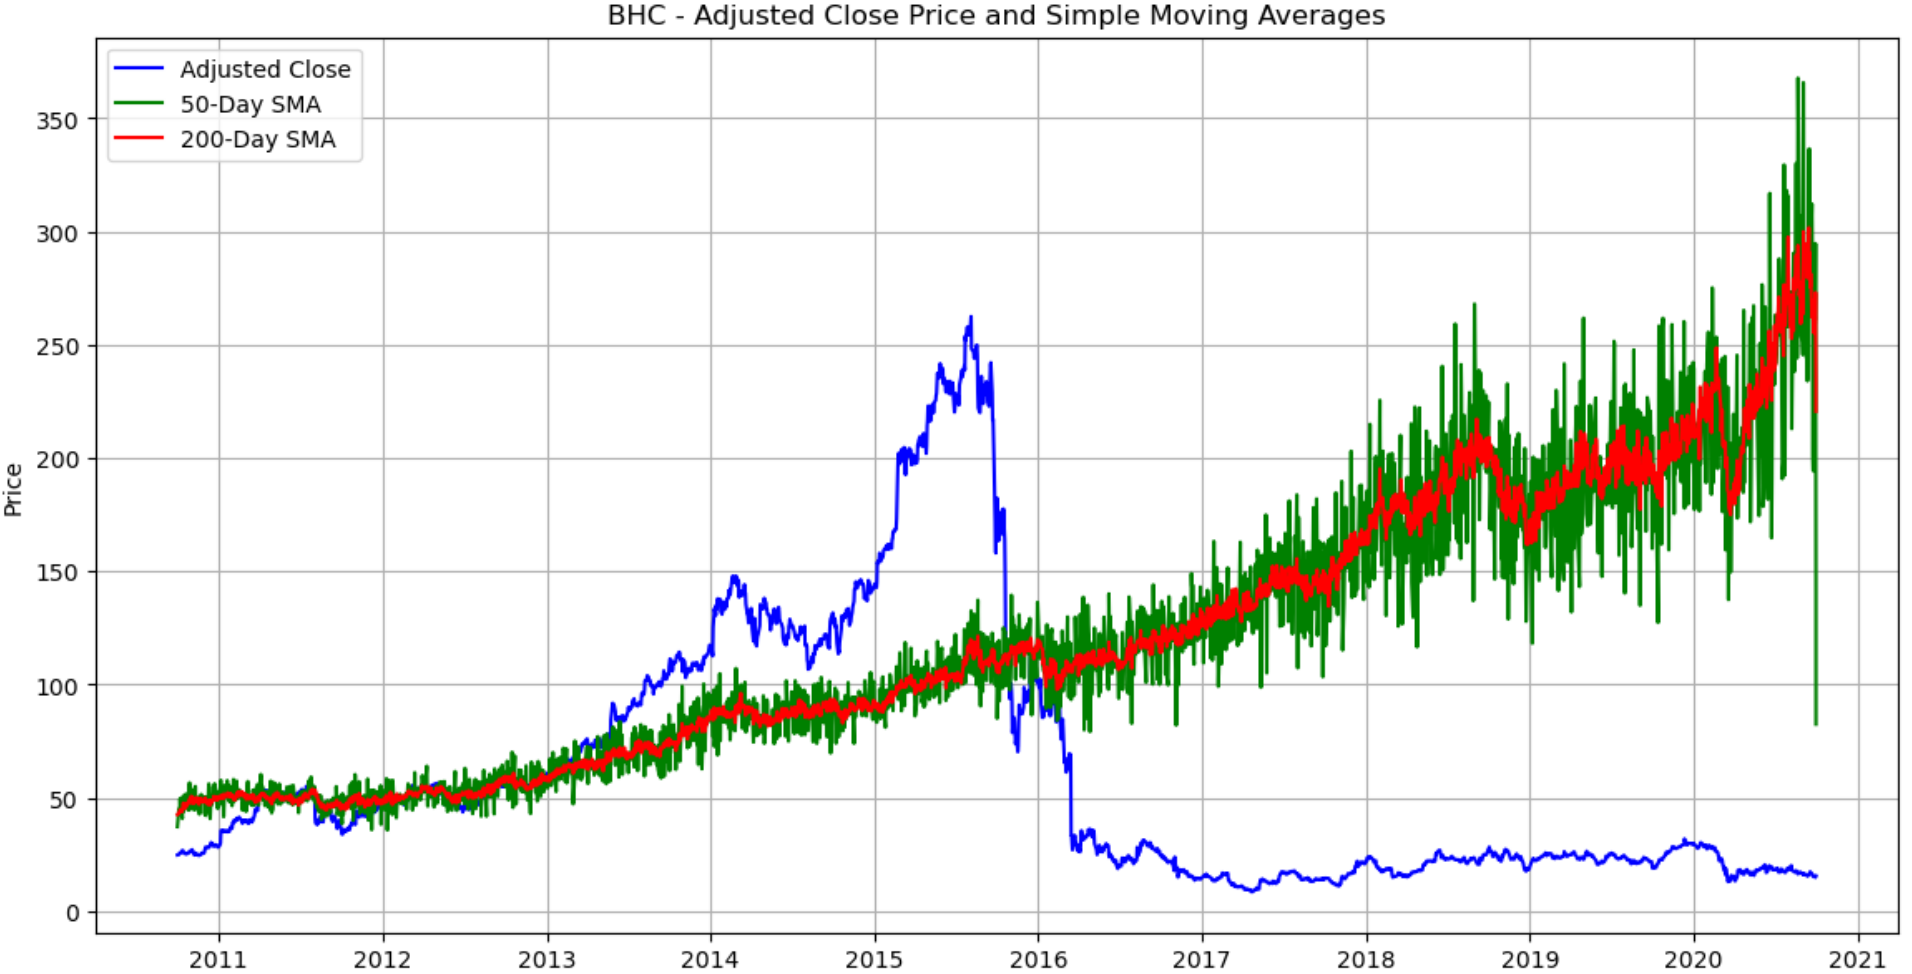 BHC - Adjusted Close Price and Simple Moving Averages
Adjusted Close
50-Day SMA
200-Day SMA
Price
350
300
250
200
150
100
50
0
2011 2012 2013 2014 2015 2016 2017 2018 2019 2020 2021